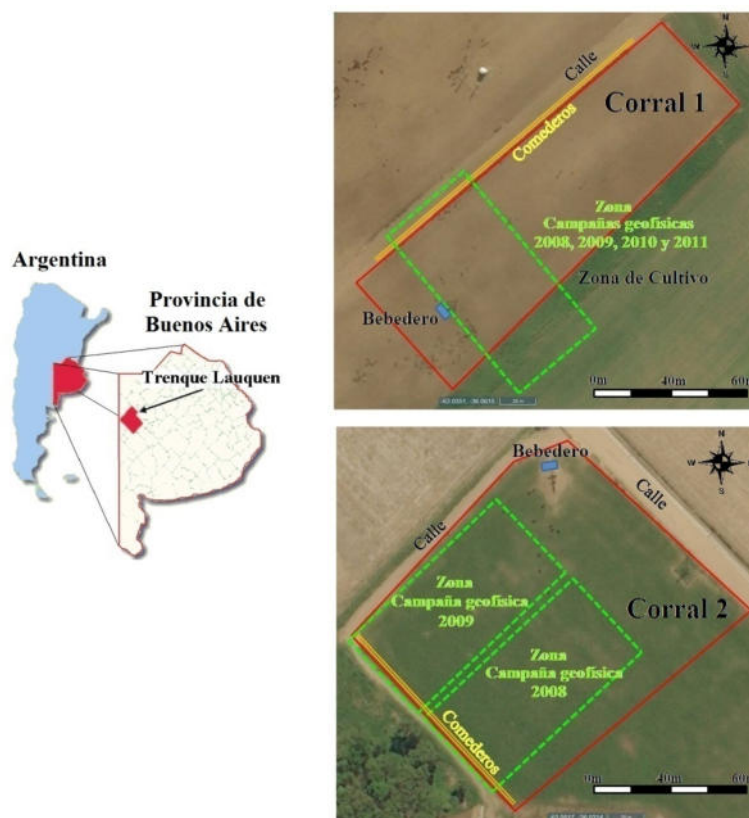 Argentina
Provincia de
Buenos Aires
Trenque Lauquen
N
W
S
Calle
Corral 1
Comederos
Zona
Campañas geofísicas
2008, 2009, 2010 y 2011
Zona de Cultivo
Bebedero
0m 40m
N
W
S
Bebedero
Calle
Calle
Zona
Campaña geofísica
2009
Corral 2
Zona
Campaña geofísica
2008
Comederos
0m 40m